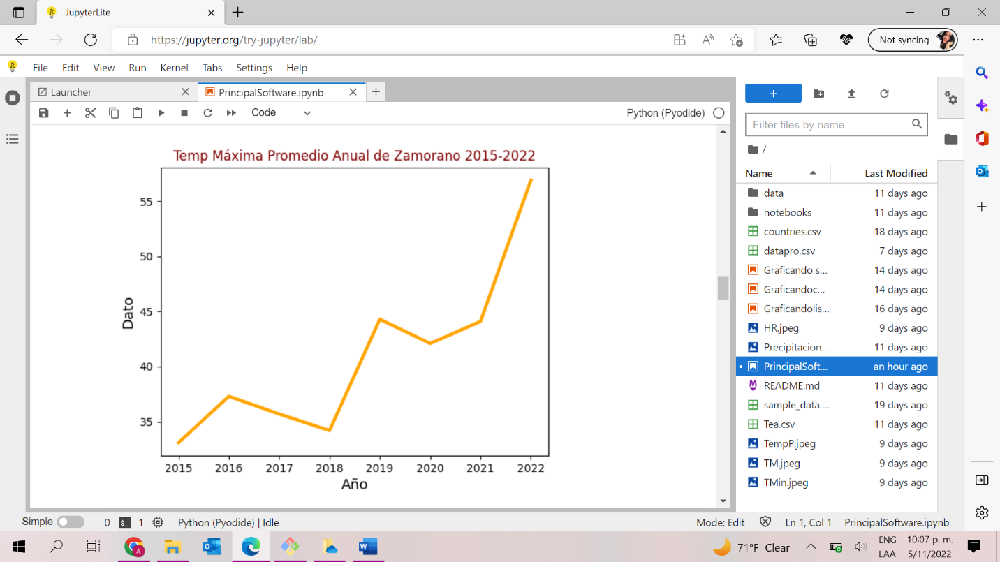 JupyterLite
https://jupyter.org/try-jupyter/lab/
Not syncing
File Edit View Run Kernel Tabs Settings Help
Launcher
PrincipalSoftware.ipynb
Code
Python (Pyodide)
Temp Máxima Promedio Anual de Zamorano 2015-2022
55
50
45
40
35
Dato
2015 2016 2017 2018 2019 2020 2021 2022
Año
Filter files by name
/
Name Last Modified
data 11 days ago
notebooks 11 days ago
countries.csv 18 days ago
datapro.csv 7 days ago
Graficando s... 14 days ago
Graficandoc... 14 days ago
Graficandolis... 16 days ago
HR.jpeg 9 days ago
Precipitacion... 11 days ago
PrincipalSoft... an hour ago
README.md 11 days ago
sample_data.... 19 days ago
Tea.csv 11 days ago
TempP.jpeg 9 days ago
TM.jpeg 9 days ago
TMin.jpeg 9 days ago
Simple 0 $_ 1 Python (Pyodide) | Idle
Mode: Edit Ln 1, Col 1 PrincipalSoftware.ipynb
71°F Clear
ENG
LAA
10:07 p. m.
5/11/2022